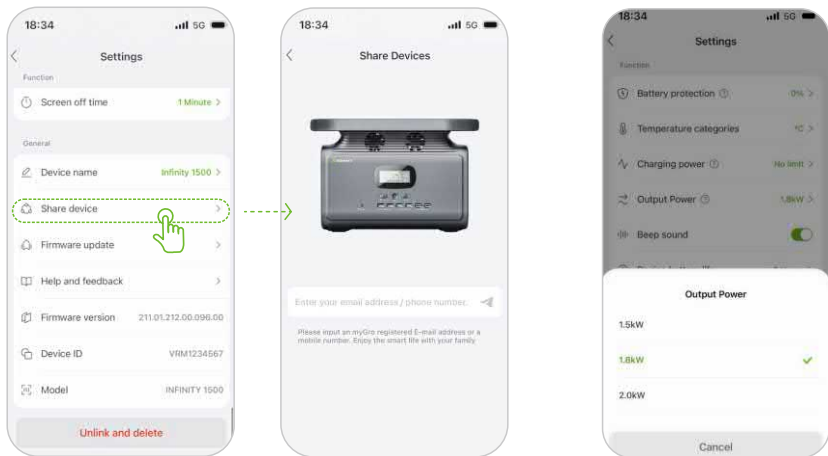 18:34
5G
Settings
Function
Screen off time
1 Minute
General
Device name
Infinity 1500
Share device
Firmware update
Help and feedback
Firmware version
211.01.212.00.096.00
Device ID
VRM1234567
Model
INFINITY 1500
Unlink and delete
18:34
5G
Share Devices
Enter your email address / phone number.
Please input an myGro registered E-mail address or a
mobile number. Enjoy the smart life with your family
18:34
5G
Settings
Function
Battery protection
0%
Temperature categories
°C
Charging power
No limit
Output Power
1.8kW
Beep sound
Output Power
1.5kW
1.8kW
2.0kW
Cancel